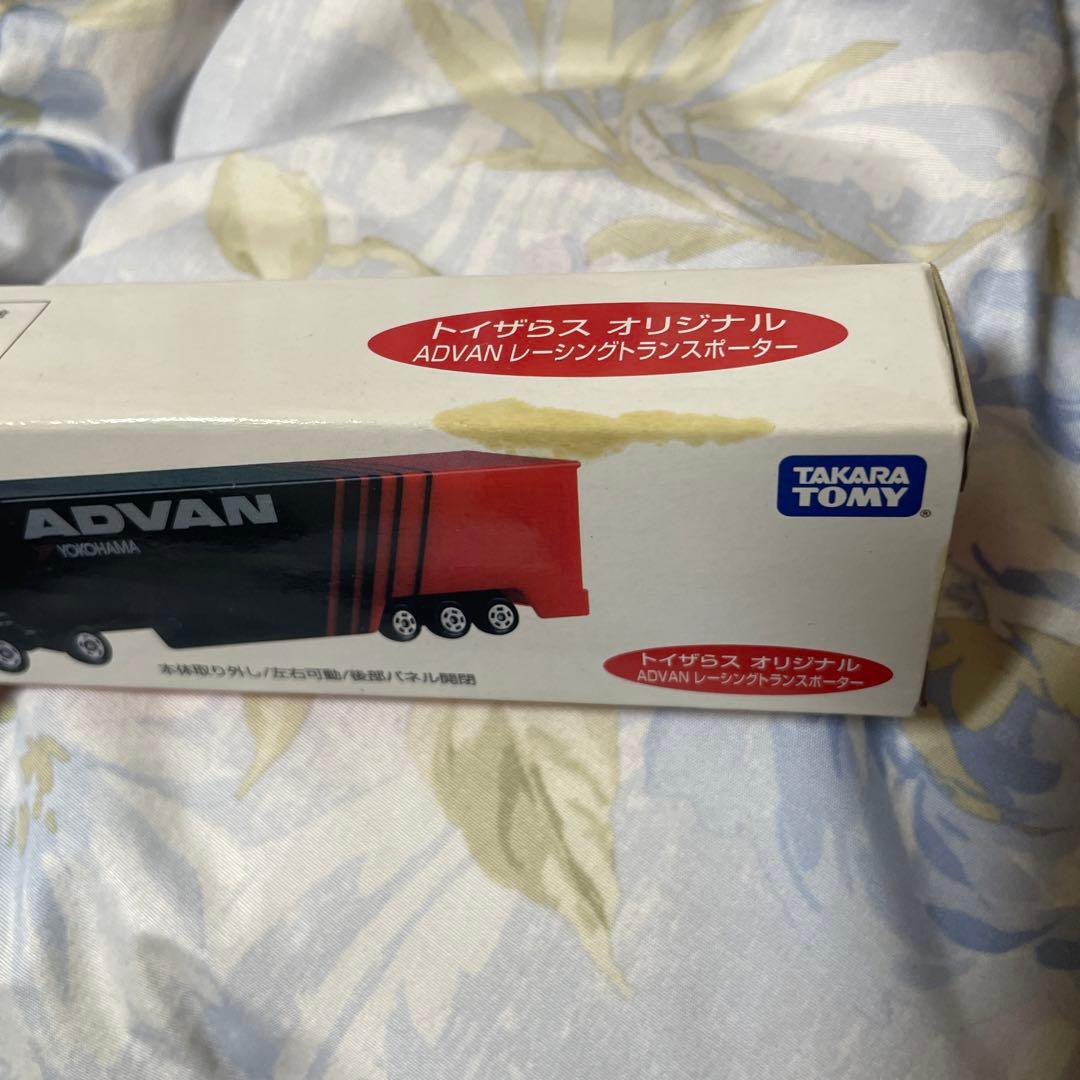 トイザらス オリジナル
ADVAN レーシングトランスポーター
TAKARA
TOMY
®
ADVAN
YOKOHAMA
本体取り外し/左右可動/後部パネル開閉
トイザらス オリジナル
ADVAN レーシングトランスポーター